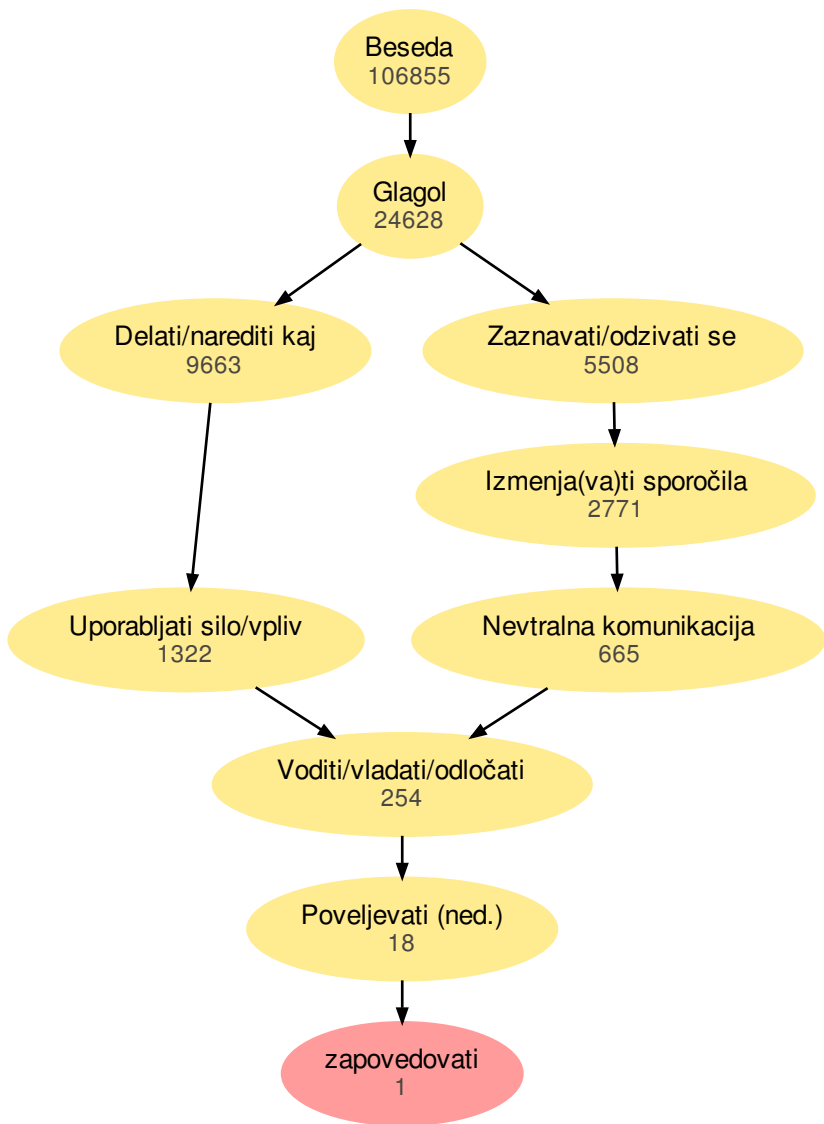 Beseda
106855
Glagol
24628
Delati/narediti kaj
9663
Zaznavati/odzivati se
5508
Izmenja(va)ti sporočila
2771
Uporabljati silo/vpliv
1322
Nevtralna komunikacija
665
Voditi/vladati/odločati
254
Poveljevati (ned.)
18
zapovedovati
1